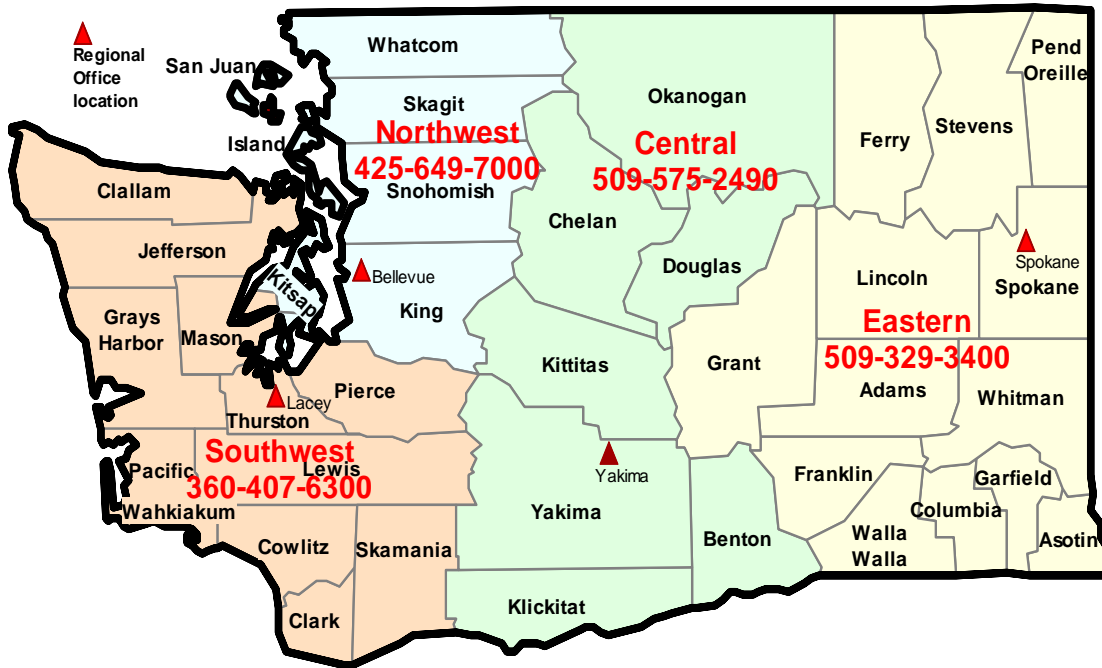 Regional
Office
location
San Juan
Island
Whatcom
Skagit
Northwest
425-649-7000
Snohomish
King
Bellevue
Kitsap
Okanogan
Central
509-575-2490
Chelan
Douglas
Kittitas
Yakima
Yakima
Benton
Klickitat
Pend
Oreille
Stevens
Ferry
Lincoln
Spokane
Spokane
Eastern
509-329-3400
Grant
Adams
Whitman
Franklin
Garfield
Columbia
Walla
Walla
Asotin
Clallam
Jefferson
Grays
Harbor
Mason
Pierce
Lacey
Thurston
Southwest
360-407-6300
Lewis
Pacific
Wahkiakum
Cowlitz
Skamania
Clark